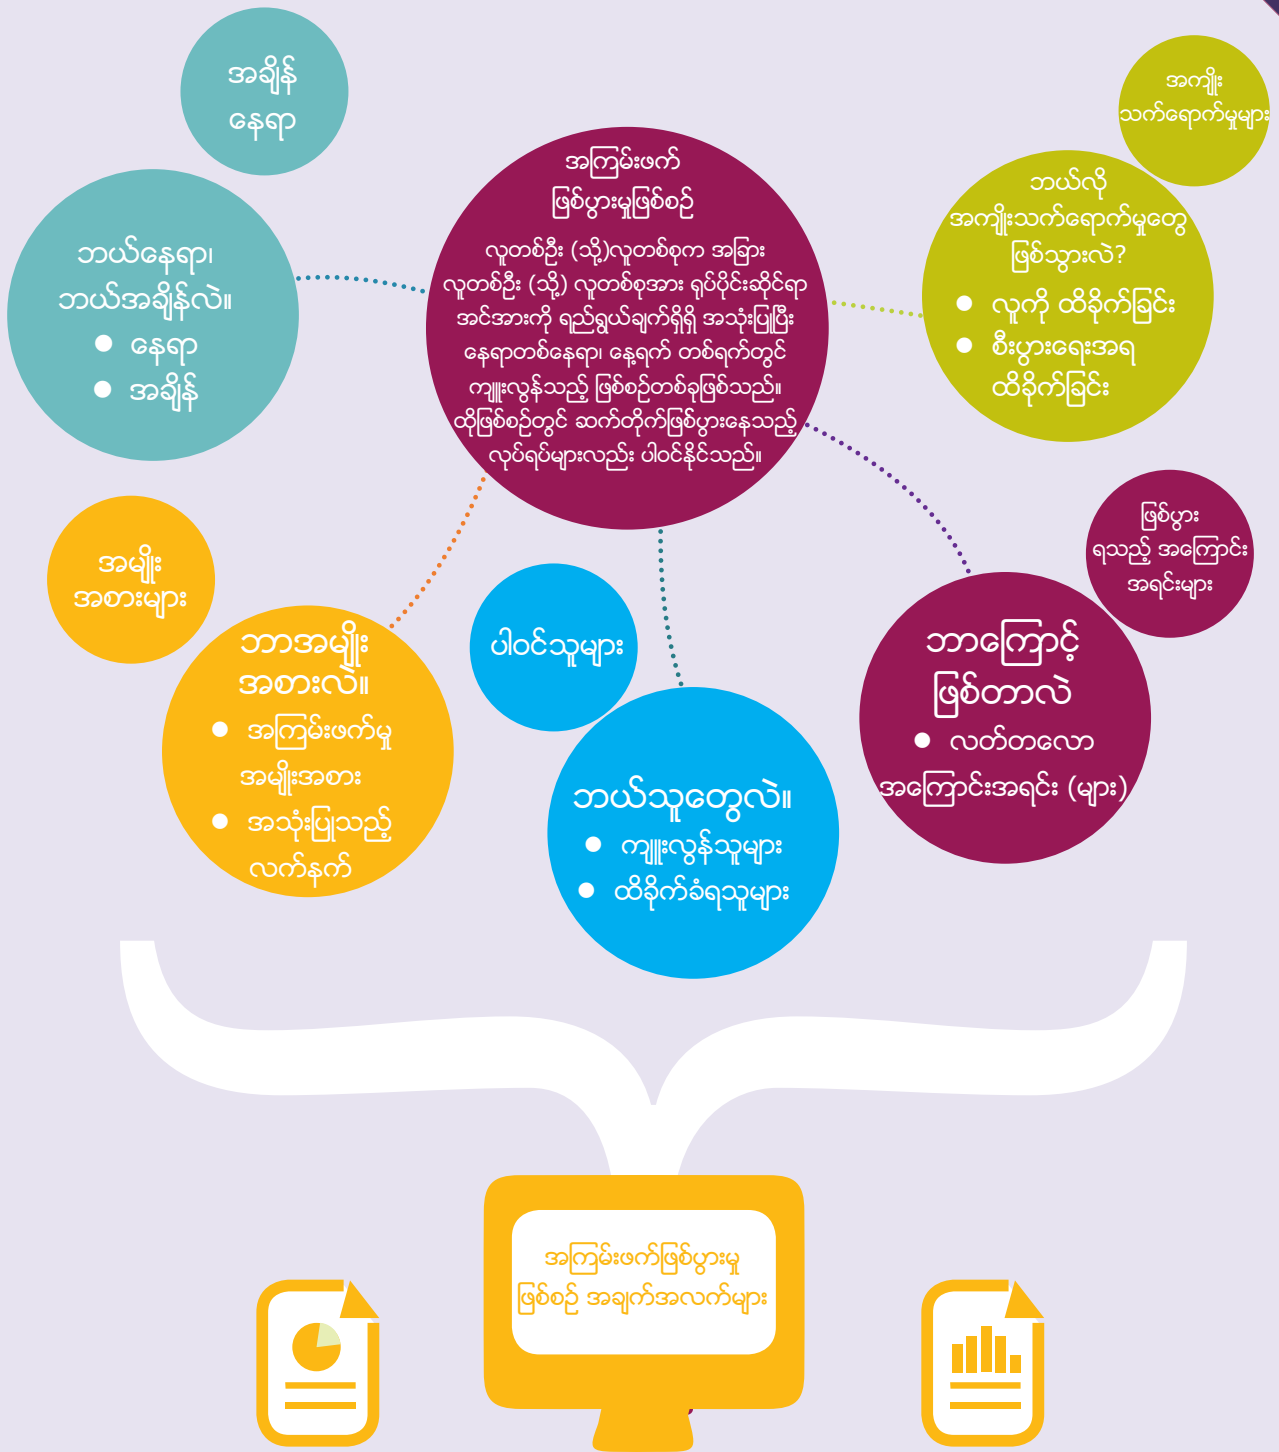 အချိန်
နေရာ
ဘယ်နေရာ၊
ဘယ်အချိန်လဲ။
● နေရာ
● အချိန်
အကြမ်းဖက်
ဖြစ်ပွားမှုဖြစ်စဉ်
လူတစ်ဦး (သို့)လူတစ်စုက အခြား
လူတစ်ဦး (သို့) လူတစ်စုအား ရုပ်ပိုင်းဆိုင်ရာ
အင်အားကို ရည်ရွယ်ချက်ရှိရှိ အသုံးပြုပြီး
နေရာတစ်နေရာ၊ နေ့ရက် တစ်ရက်တွင်
ကျူးလွန်သည့် ဖြစ်စဉ်တစ်ခုဖြစ်သည်။
ထိုဖြစ်စဉ်တွင် ဆက်တိုက်ဖြစ်ပွားနေသည့်
လုပ်ရပ်များလည်း ပါဝင်နိုင်သည်။
အကျိုး
သက်ရောက်မှုများ
ဘယ်လို
အကျိုးသက်ရောက်မှုတွေ
ဖြစ်သွားလဲ?
● လူကို ထိခိုက်ခြင်း
● စီးပွားရေးအရ
ထိခိုက်ခြင်း
အမျိုး
အစားများ
ဘာအမျိုး
အစားလဲ။
● အကြမ်းဖက်မှု
အမျိုးအစား
● အသုံးပြုသည့်
လက်နက်
ပါဝင်သူများ
ဘယ်သူတွေလဲ။
● ကျူးလွန်သူများ
● ထိခိုက်ခံရသူများ
ဖြစ်ပွား
ရသည့် အကြောင်း
အရင်းများ
ဘာကြောင့်
ဖြစ်တာလဲ
● လတ်တလော
အကြောင်းအရင်း (များ)
အကြမ်းဖက်ဖြစ်ပွားမှု
ဖြစ်စဉ် အချက်အလက်များ